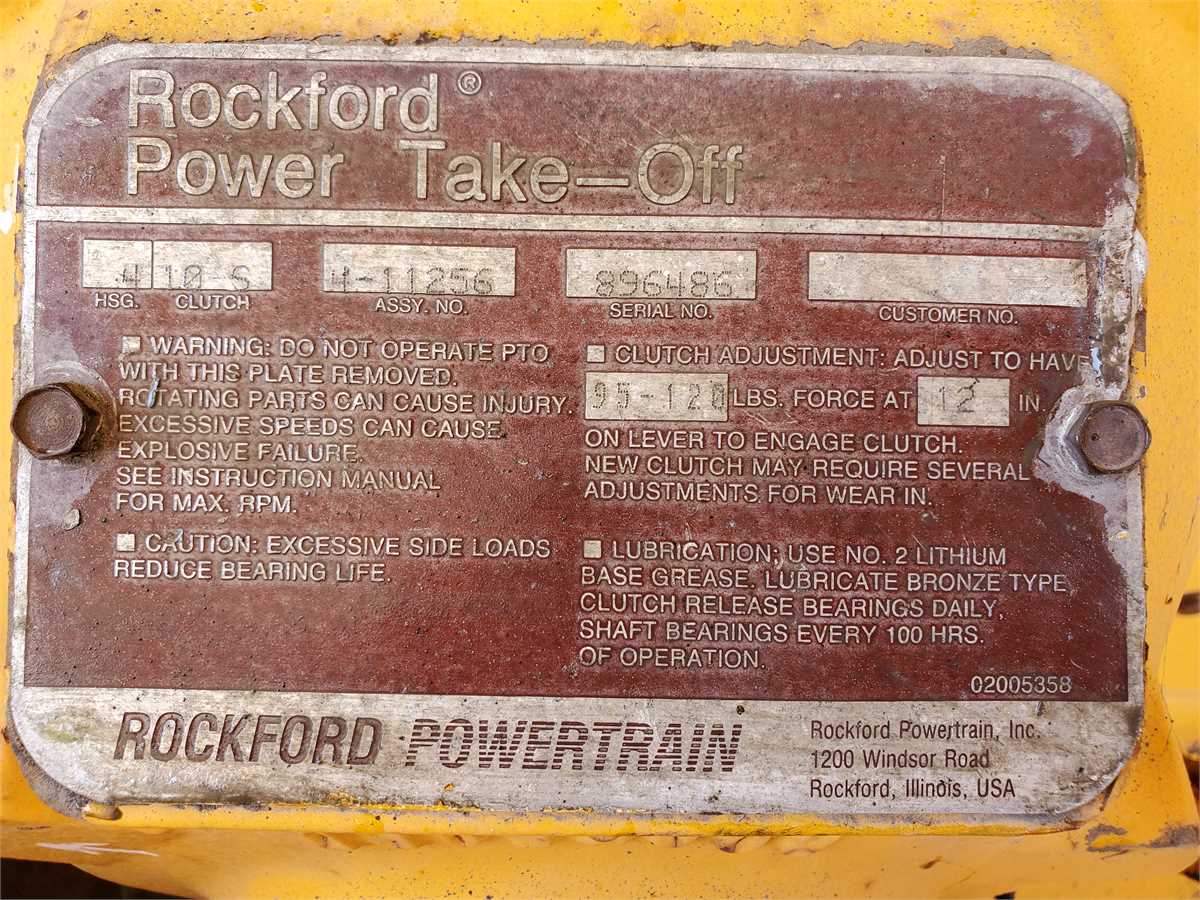 Rockford®
Power Take-Off
4 10-S 4-11256 896486
HSG. CLUTCH ASSY. NO. SERIAL NO. CUSTOMER NO.
WARNING: DO NOT OPERATE PTO
WITH THIS PLATE REMOVED.
ROTATING PARTS CAN CAUSE INJURY.
EXCESSIVE SPEEDS CAN CAUSE
EXPLOSIVE FAILURE.
SEE INSTRUCTION MANUAL
FOR MAX. RPM.
CAUTION: EXCESSIVE SIDE LOADS
REDUCE BEARING LIFE.
CLUTCH ADJUSTMENT: ADJUST TO HAVE
95-120 LBS. FORCE AT 12 IN.
ON LEVER TO ENGAGE CLUTCH.
NEW CLUTCH MAY REQUIRE SEVERAL
ADJUSTMENTS FOR WEAR IN.
LUBRICATION; USE NO. 2 LITHIUM
BASE GREASE. LUBRICATE BRONZE TYPE
CLUTCH RELEASE BEARINGS DAILY,
SHAFT BEARINGS EVERY 100 HRS.
OF OPERATION.
02005358
ROCKFORD POWERTRAIN
Rockford Powertrain, Inc.
1200 Windsor Road
Rockford, Illinois, USA